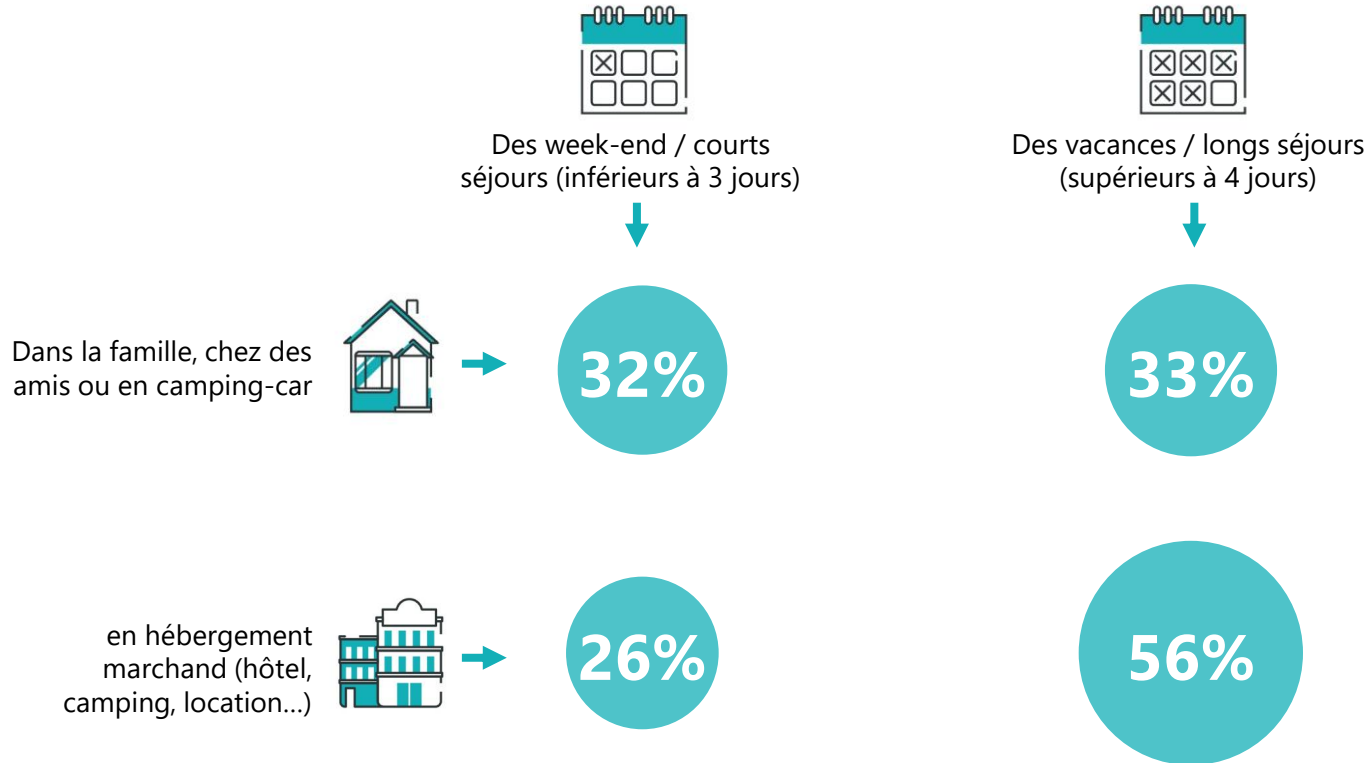 Des week-end / courts
séjours (inférieurs à 3 jours)
Des vacances / longs séjours
(supérieurs à 4 jours)
Dans la famille, chez des
amis ou en camping-car
32%
33%
en hébergement
marchand (hôtel,
camping, location...)
26%
56%